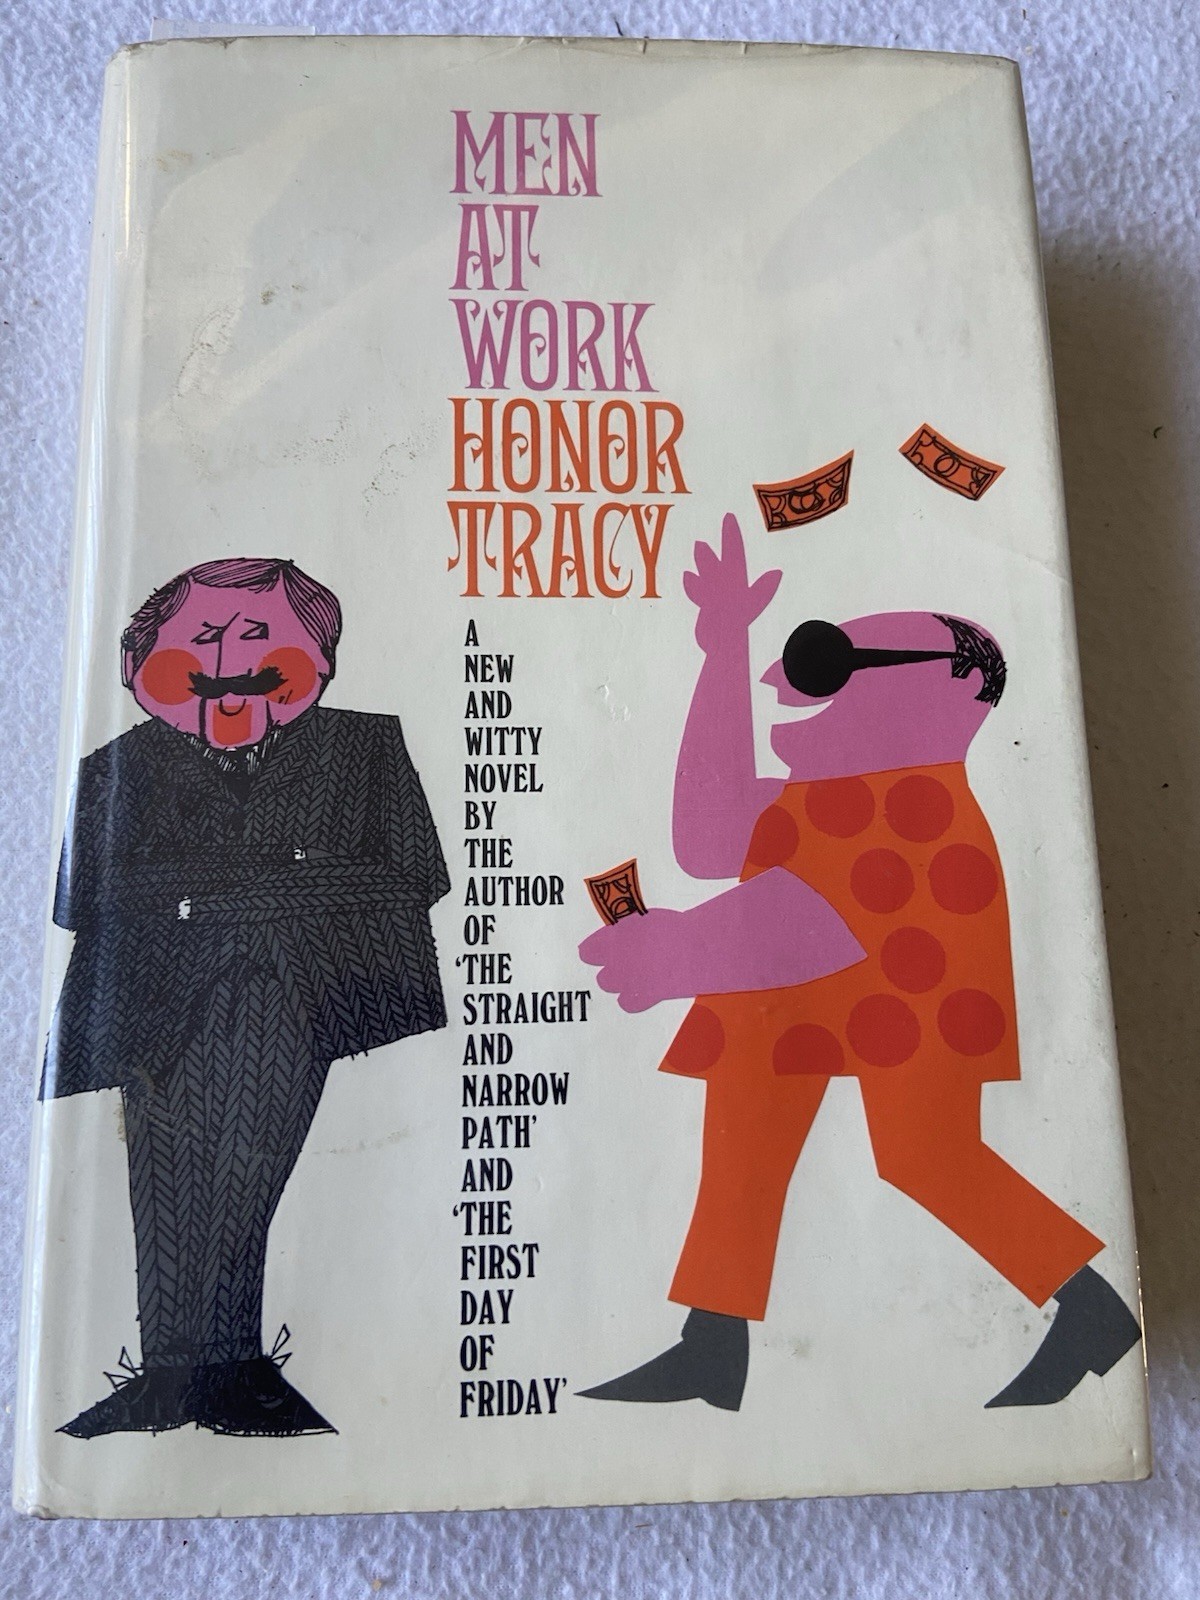 MEN
AT
WORK
HONOR
TRACY
A
NEW
AND
WITTY
NOVEL
BY
THE
AUTHOR
OF
‘THE
STRAIGHT
AND
NARROW
PATH’
AND
‘THE
FIRST
DAY
OF
FRIDAY’